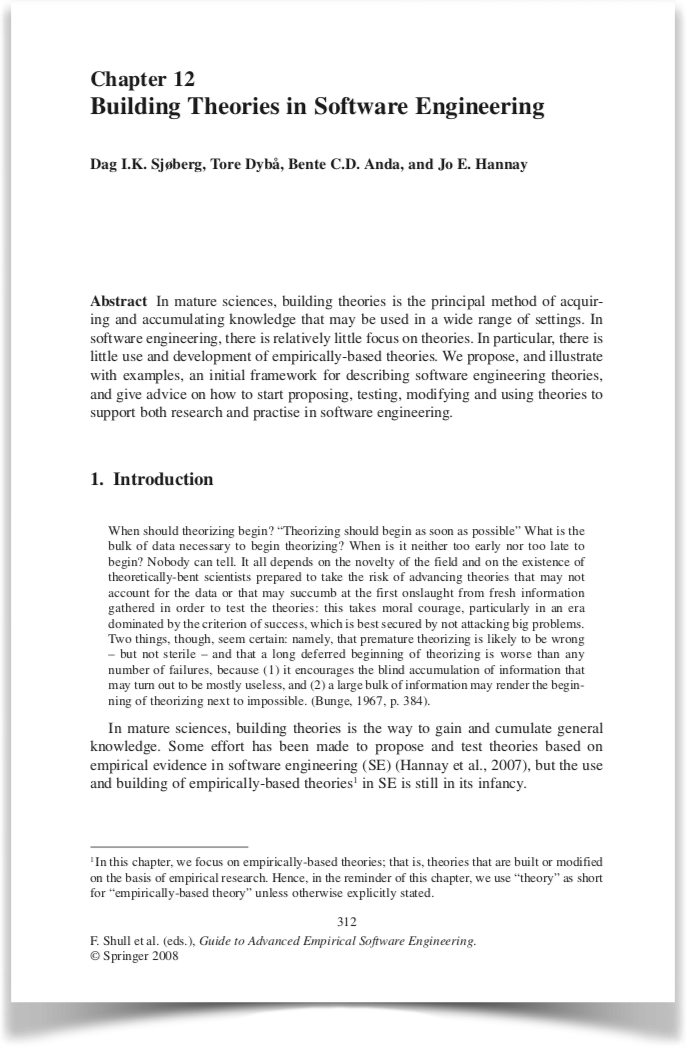 Chapter 12
Building Theories in Software Engineering
Dag I.K. Sjøberg, Tore Dybå, Bente C.D. Anda, and Jo E. Hannay
Abstract In mature sciences, building theories is the principal method of acquir-
ing and accumulating knowledge that may be used in a wide range of settings. In
software engineering, there is relatively little focus on theories. In particular, there is
little use and development of empirically-based theories. We propose, and illustrate
with examples, an initial framework for describing software engineering theories,
and give advice on how to start proposing, testing, modifying and using theories to
support both research and practise in software engineering.
1. Introduction
When should theorizing begin? “Theorizing should begin as soon as possible” What is the
bulk of data necessary to begin theorizing? When is it neither too early nor too late to
begin? Nobody can tell. It all depends on the novelty of the field and on the existence of
theoretically-bent scientists prepared to take the risk of advancing theories that may not
account for the data or that may succumb at the first onslaught from fresh information
gathered in order to test the theories: this takes moral courage, particularly in an era
dominated by the criterion of success, which is best secured by not attacking big problems.
Two things, though, seem certain: namely, that premature theorizing is likely to be wrong
– but not sterile – and that a long deferred beginning of theorizing is worse than any
number of failures, because (1) it encourages the blind accumulation of information that
may turn out to be mostly useless, and (2) a large bulk of information may render the begin-
ning of theorizing next to impossible. (Bunge, 1967, p. 384).
In mature sciences, building theories is the way to gain and cumulate general
knowledge. Some effort has been made to propose and test theories based on
empirical evidence in software engineering (SE) (Hannay et al., 2007), but the use
and building of empirically-based theories¹ in SE is still in its infancy.
¹In this chapter, we focus on empirically-based theories; that is, theories that are built or modified
on the basis of empirical research. Hence, in the reminder of this chapter, we use “theory” as short
for “empirically-based theory” unless otherwise explicitly stated.
312
F. Shull et al. (eds.), Guide to Advanced Empirical Software Engineering.
© Springer 2008